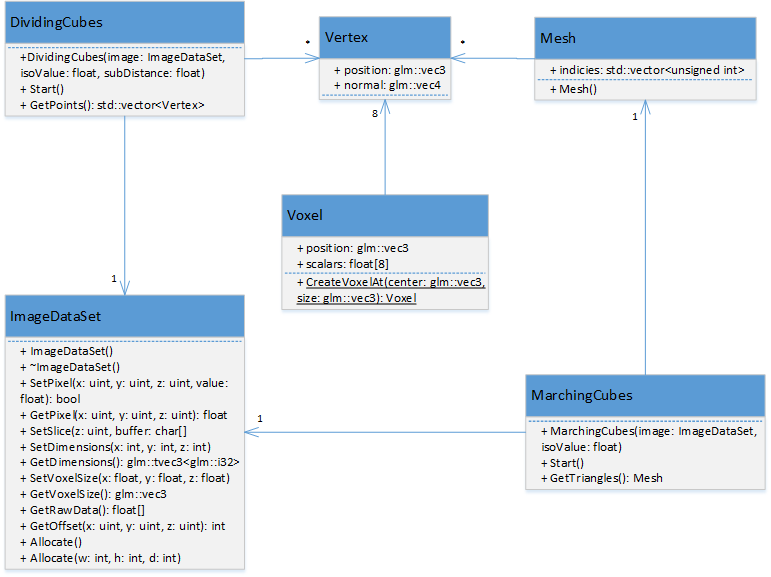 DividingCubes
+DividingCubes(image: ImageDataSet,
isoValue: float, subDistance: float)
+ Start()
+ GetPoints(): std::vector<Vertex>
*
Vertex
+ position: glm::vec3
+ normal: glm::vec4
*
Mesh
+ indicies: std::vector<unsigned int>
+ Mesh()
8
1
Voxel
+ position: glm::vec3
+ scalars: float[8]
+ CreateVoxelAt(center: glm::vec3,
size: glm::vec3): Voxel
1
ImageDataSet
+ ImageDataSet()
+ ~ImageDataSet()
+ SetPixel(x: uint, y: uint, z: uint, value:
float): bool
+ GetPixel(x: uint, y: uint, z: uint): float
+ SetSlice(z: uint, buffer: char[]
+ SetDimensions(x: int, y: int, z: int)
+ GetDimensions(): glm::tvec3<glm::i32>
+ SetVoxelSize(x: float, y: float, z: float)
+ GetVoxelSize(): glm::vec3
+ GetRawData(): float[]
+ GetOffset(x: uint, y: uint, z: uint): int
+ Allocate()
+ Allocate(w: int, h: int, d: int)
1
MarchingCubes
+ MarchingCubes(image: ImageDataSet,
isoValue: float)
+ Start()
+ GetTriangles(): Mesh